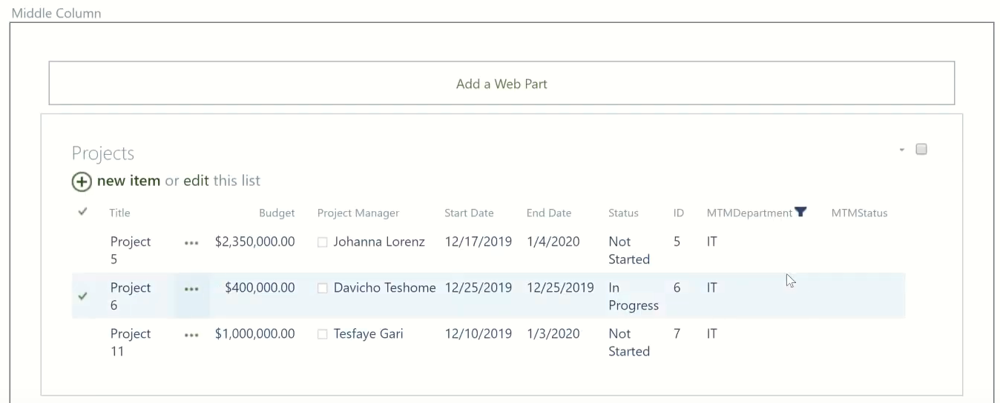 Middle Column
Add a Web Part
Projects
new item or edit this list
Title Budget Project Manager Start Date End Date Status ID MTMDepartment MTMStatus
Project ... $2,350,000.00 Johanna Lorenz 12/17/2019 1/4/2020 Not 5 IT
5 Started
Project ... $400,000.00 Davicho Teshome 12/25/2019 12/25/2019 In 6 IT
6 Progress
Project ... $1,000,000.00 Tesfaye Gari 12/10/2019 1/3/2020 Not 7 IT
11 Started